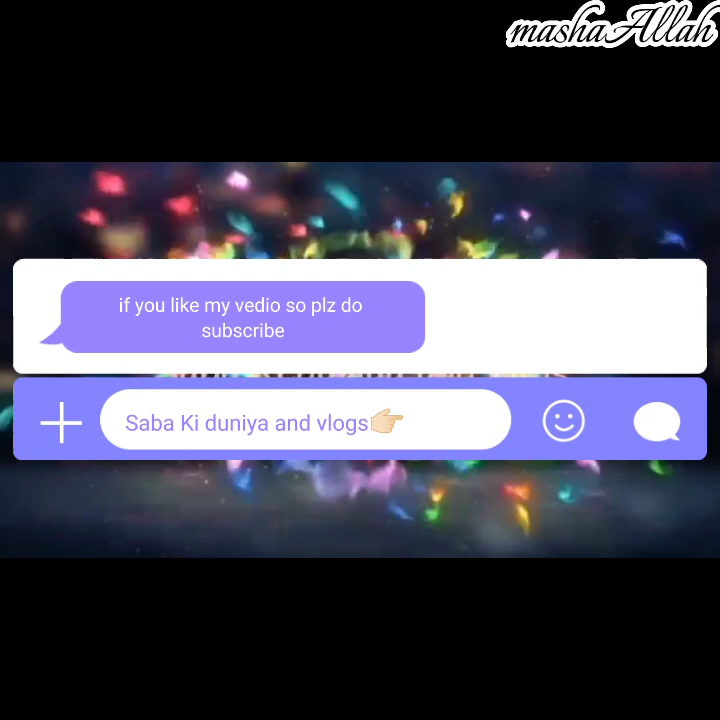 mashaAllah
if you like my vedio so plz do
subscribe
Saba Ki duniya and vlogs👉🏼